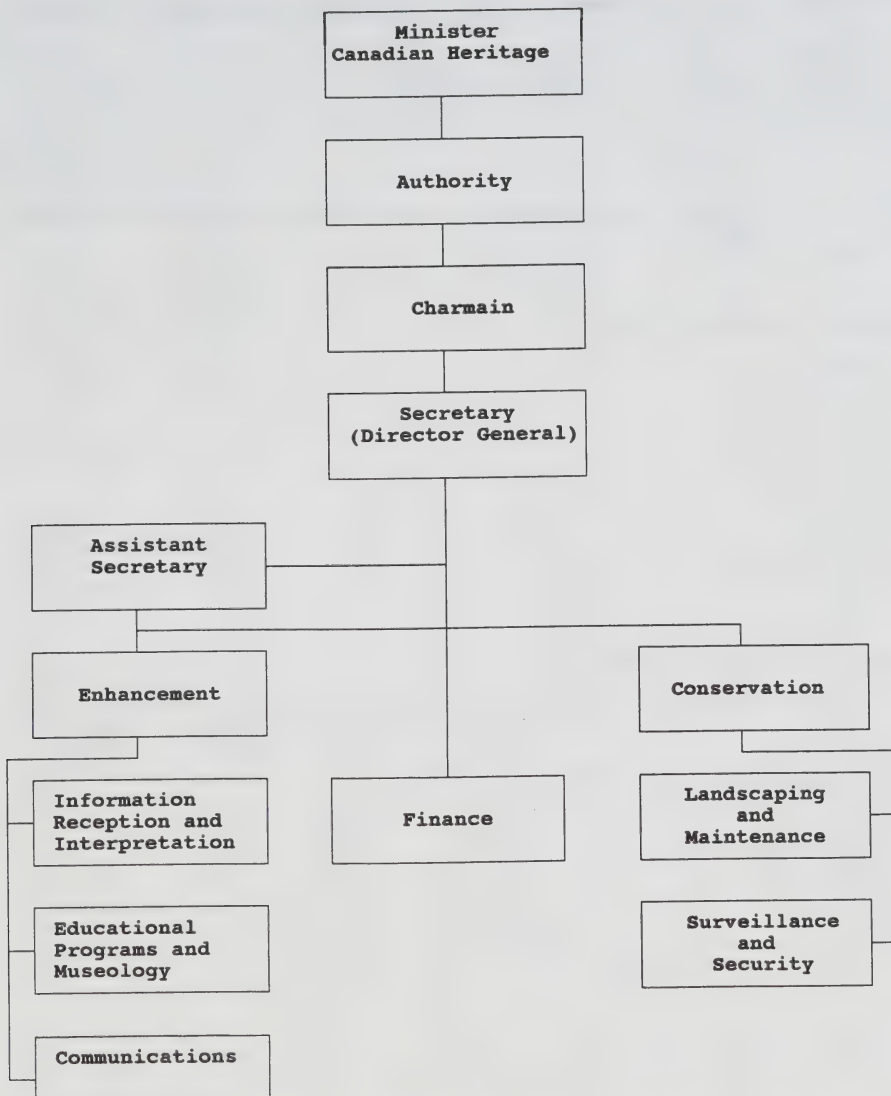 Minister
Canadian Heritage
Authority
Charmain
Secretary
(Director General)
Assistant
Secretary
Enhancement
Conservation
Information
Reception and
Interpretation
Finance
Landscaping
and
Maintenance
Educational
Programs and
Museology
Surveillance
and
Security
Communications